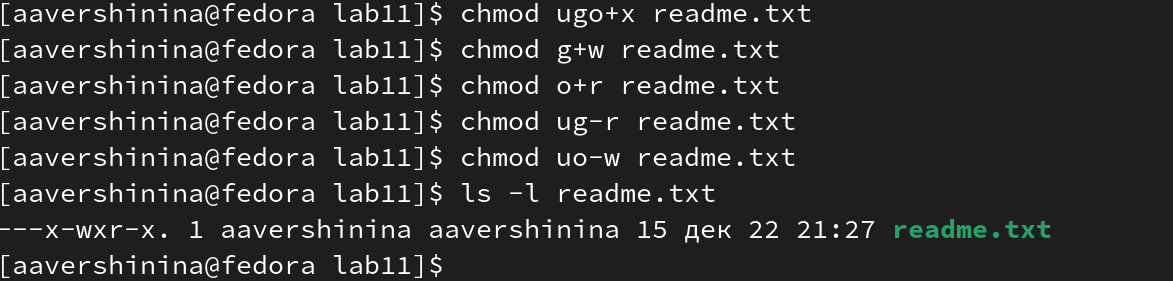 [aavershinina@fedora lab11]$ chmod ugo+x readme.txt
[aavershinina@fedora lab11]$ chmod g+w readme.txt
[aavershinina@fedora lab11]$ chmod o+r readme.txt
[aavershinina@fedora lab11]$ chmod ug-r readme.txt
[aavershinina@fedora lab11]$ chmod uo-w readme.txt
[aavershinina@fedora lab11]$ ls -l readme.txt
---x-wxr-x. 1 aavershinina aavershinina 15 дек 22 21:27 readme.txt
[aavershinina@fedora lab11]$